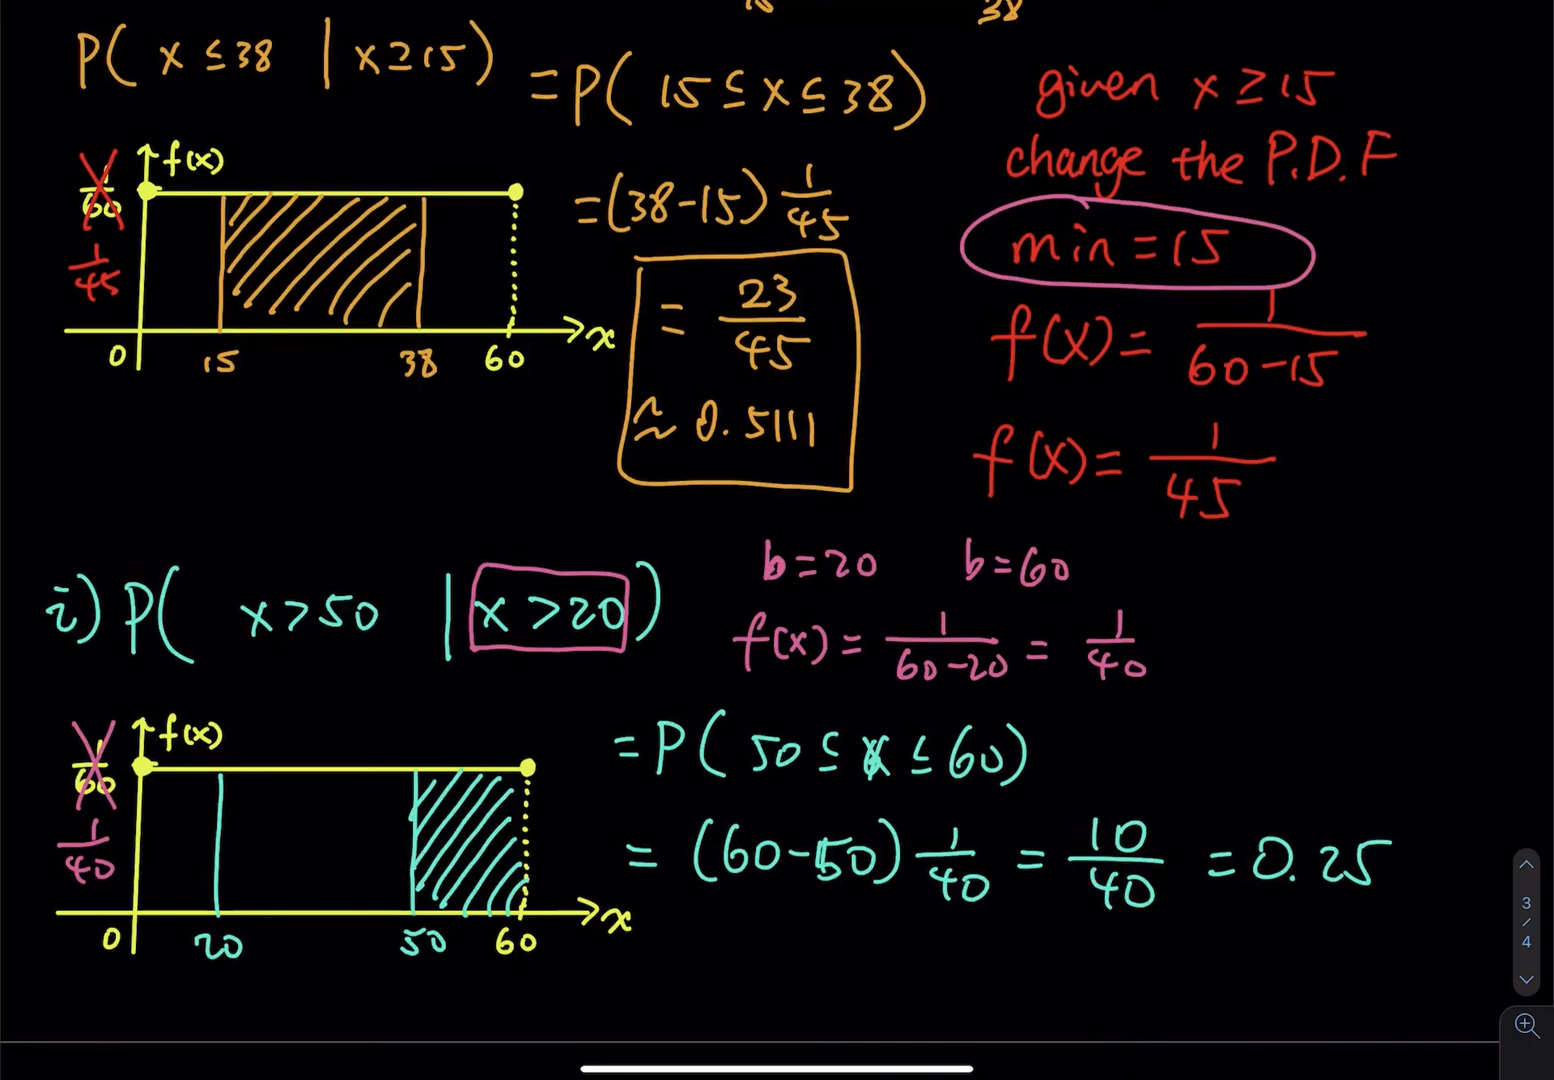 15 38
P( x ≤ 38 | x ≥ 15) = P( 15 ≤ x ≤ 38)
given x ≥ 15
change the P.D.F
min = 15
f(x) = 1/(60-15)
f(x) = 1/45
f(x)
1/60
1/45
0 15 38 60 x
= (38-15) 1/45
= 23/45
≈ 0.5111
i) P( x > 50 | x > 20)
b = 20 b = 60
f(x) = 1/(60-20) = 1/40
f(x)
1/60
1/40
0 20 50 60 x
= P( 50 ≤ x ≤ 60)
= (60-50) 1/40 = 10/40 = 0.25
3
/
4